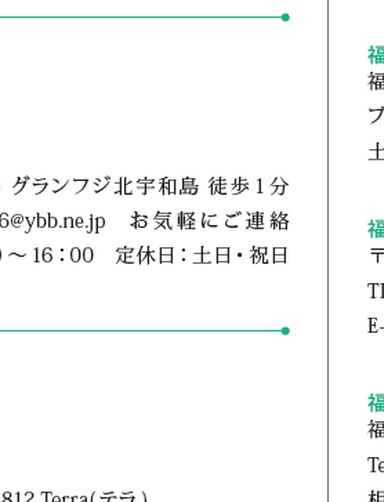 グランフジ北宇和島 徒歩1分
6@ybb.ne.jp お気軽にご連絡
〜16:00 定休日:土日・祝日
812 Terra(テラ)
福
福
プ
土
福
〒
TE
E-
福
福
Te
相